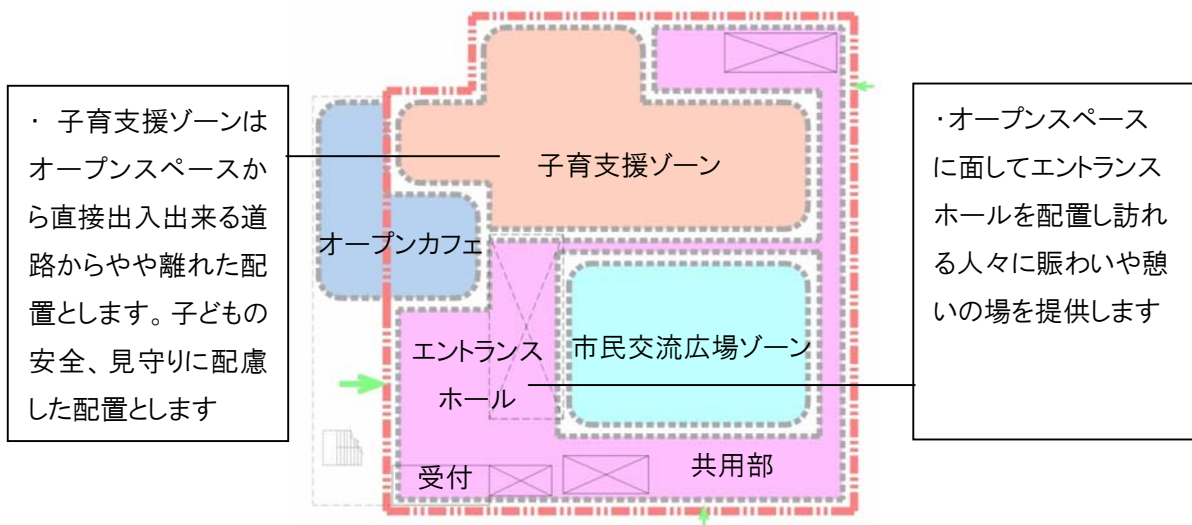 · 子育支援ゾーンは
オープンスペースか
ら直接出入出来る道
路からやや離れた配
置とします。子どもの
安全、見守りに配慮
した配置とします
子育支援ゾーン
オープンカフェ
エントランス
ホール
市民交流広場ゾーン
受付
共用部
·オープンスペース
に面してエントランス
ホールを配置し訪れ
る人々に賑わいや憩
いの場を提供します